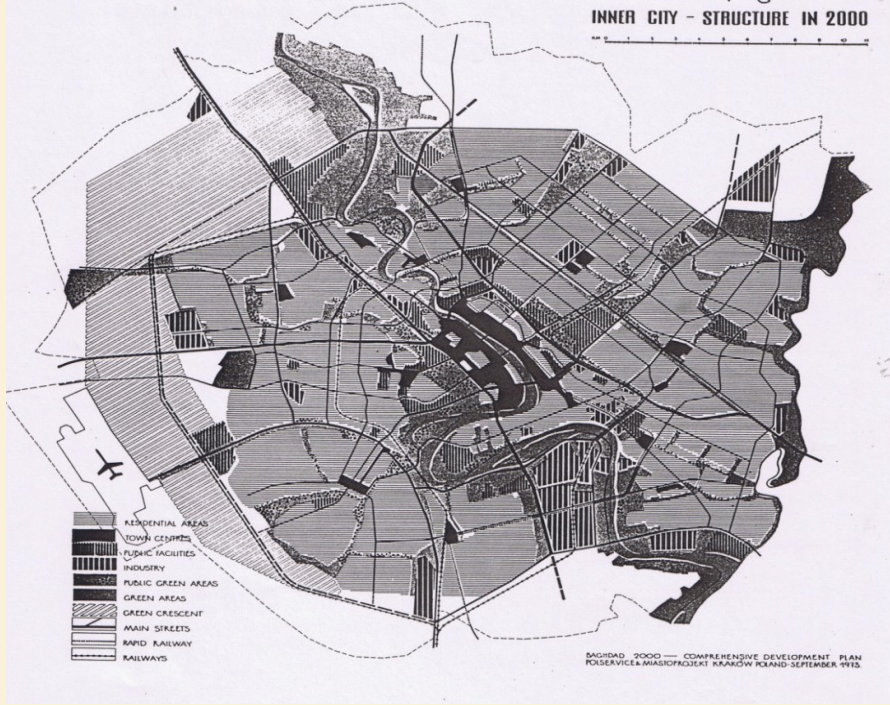 INNER CITY - STRUCTURE IN 2000
RESIDENTIAL AREAS
TOWN CENTRES
PUBLIC FACILITIES
INDUSTRY
PUBLIC GREEN AREAS
GREEN AREAS
GREEN CRESCENT
MAIN STREETS
RAPID RAILWAY
RAILWAYS
BAGHDAD 2000 — COMPREHENSIVE DEVELOPMENT PLAN
POLSERVICE & MIASTOPROJEKT KRAKÓW POLAND-SEPTEMBER 1973.